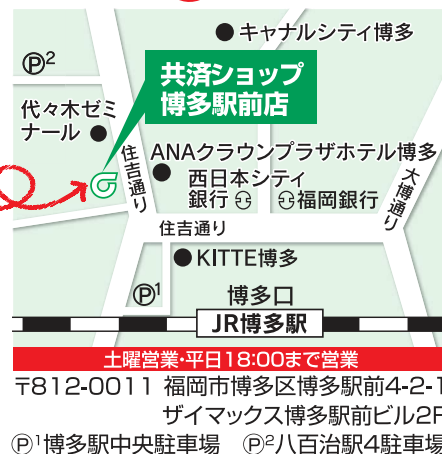 キャナルシティ博多
Ⓟ²
共済ショップ
博多駅前店
代々木ゼミ
ナール
住吉通り
ANAクラウンプラザホテル博多
西日本シティ
銀行
福岡銀行
大博通り
住吉通り
KITTE博多
Ⓟ¹
博多口
JR博多駅
土曜営業・平日18:00まで営業
〒812-0011 福岡市博多区博多駅前4-2-1
ザイマックス博多駅前ビル2F
Ⓟ¹博多駅中央駐車場 Ⓟ²八百治駅4駐車場